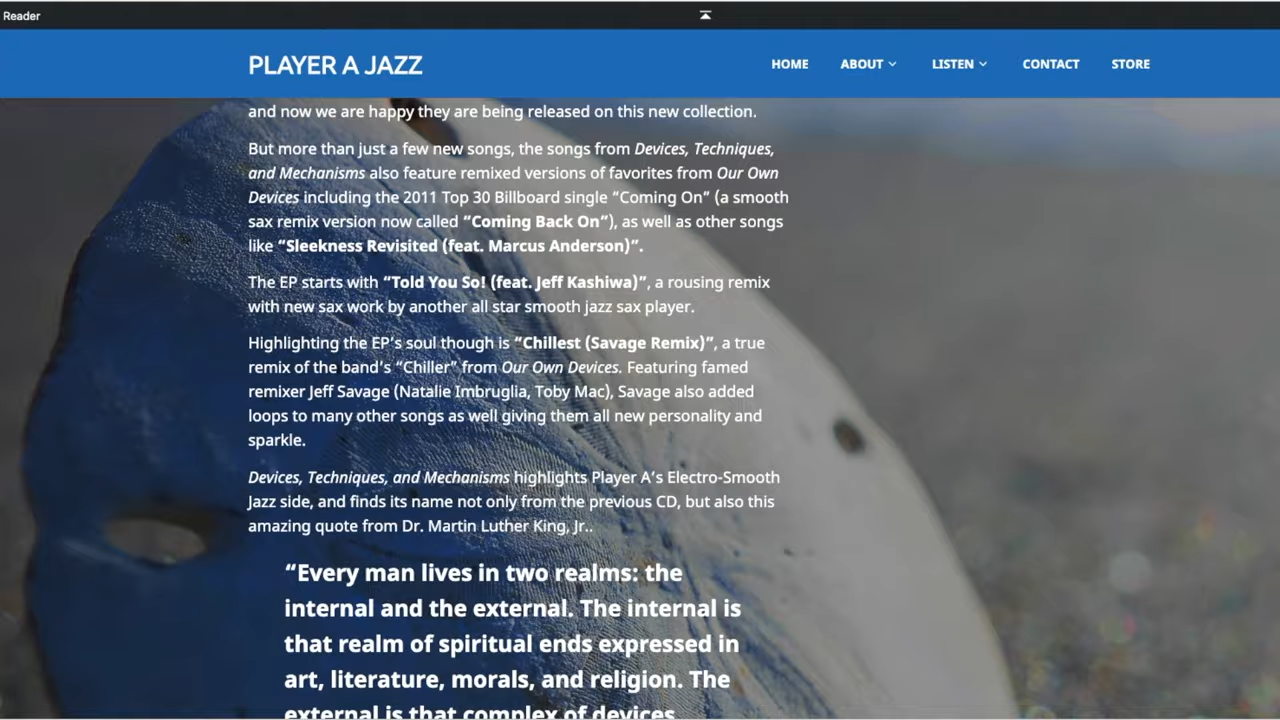 Reader
PLAYER A JAZZ
HOME
ABOUT
LISTEN
CONTACT
STORE
and now we are happy they are being released on this new collection.
But more than just a few new songs, the songs from Devices, Techniques,
and Mechanisms also feature remixed versions of favorites from Our Own
Devices including the 2011 Top 30 Billboard single “Coming On” (a smooth
sax remix version now called “Coming Back On”), as well as other songs
like “Sleekness Revisited (feat. Marcus Anderson)”.
The EP starts with “Told You So! (feat. Jeff Kashiwa)”, a rousing remix
with new sax work by another all star smooth jazz sax player.
Highlighting the EP’s soul though is “Chillest (Savage Remix)”, a true
remix of the band’s “Chiller” from Our Own Devices. Featuring famed
remixer Jeff Savage (Natalie Imbruglia, Toby Mac), Savage also added
loops to many other songs as well giving them all new personality and
sparkle.
Devices, Techniques, and Mechanisms highlights Player A’s Electro-Smooth
Jazz side, and finds its name not only from the previous CD, but also this
amazing quote from Dr. Martin Luther King, Jr..
“Every man lives in two realms: the
internal and the external. The internal is
that realm of spiritual ends expressed in
art, literature, morals, and religion. The
external is that complex of devices,